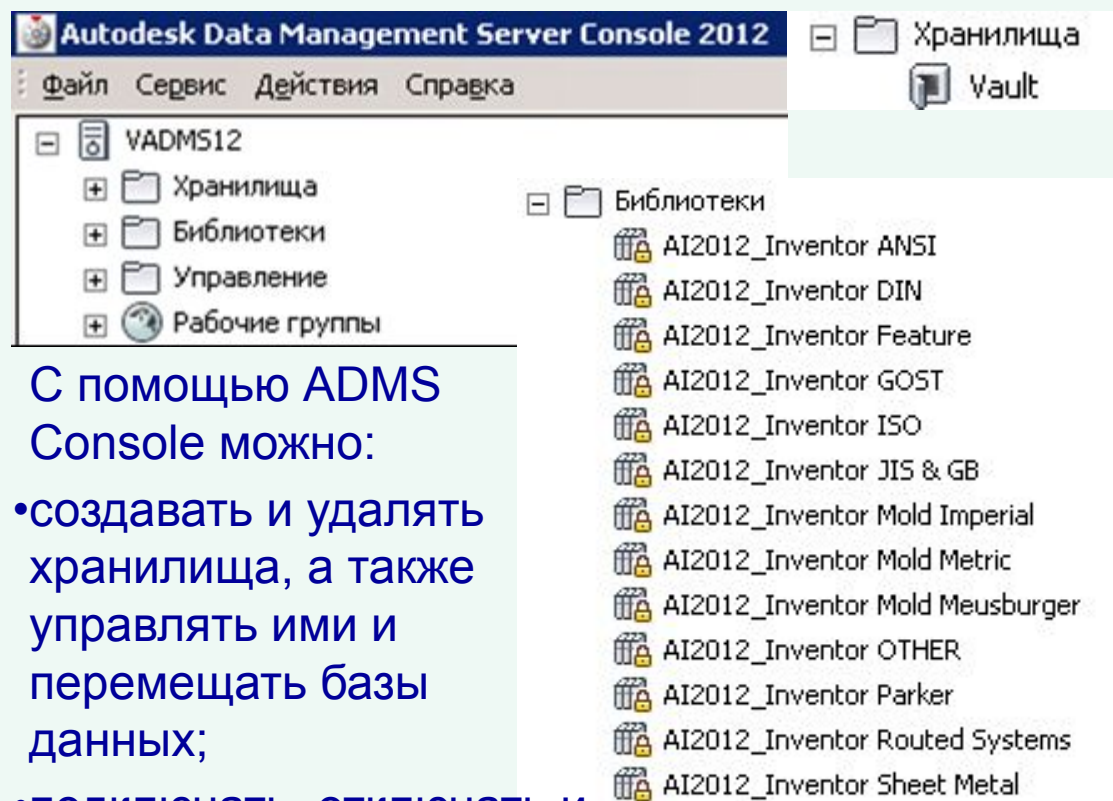 Autodesk Data Management Server Console 2012
Файл Сервис Действия Справка
VADMS12
Хранилища
Библиотеки
Управление
Рабочие группы
Хранилища
Vault
Библиотеки
AI2012_Inventor ANSI
AI2012_Inventor DIN
AI2012_Inventor Feature
AI2012_Inventor GOST
AI2012_Inventor ISO
AI2012_Inventor JIS & GB
AI2012_Inventor Mold Imperial
AI2012_Inventor Mold Metric
AI2012_Inventor Mold Meusburger
AI2012_Inventor OTHER
AI2012_Inventor Parker
AI2012_Inventor Routed Systems
AI2012_Inventor Sheet Metal
С помощью ADMS
Console можно:
•создавать и удалять
хранилища, а также
управлять ими и
перемещать базы
данных;
•подключать, отключать и